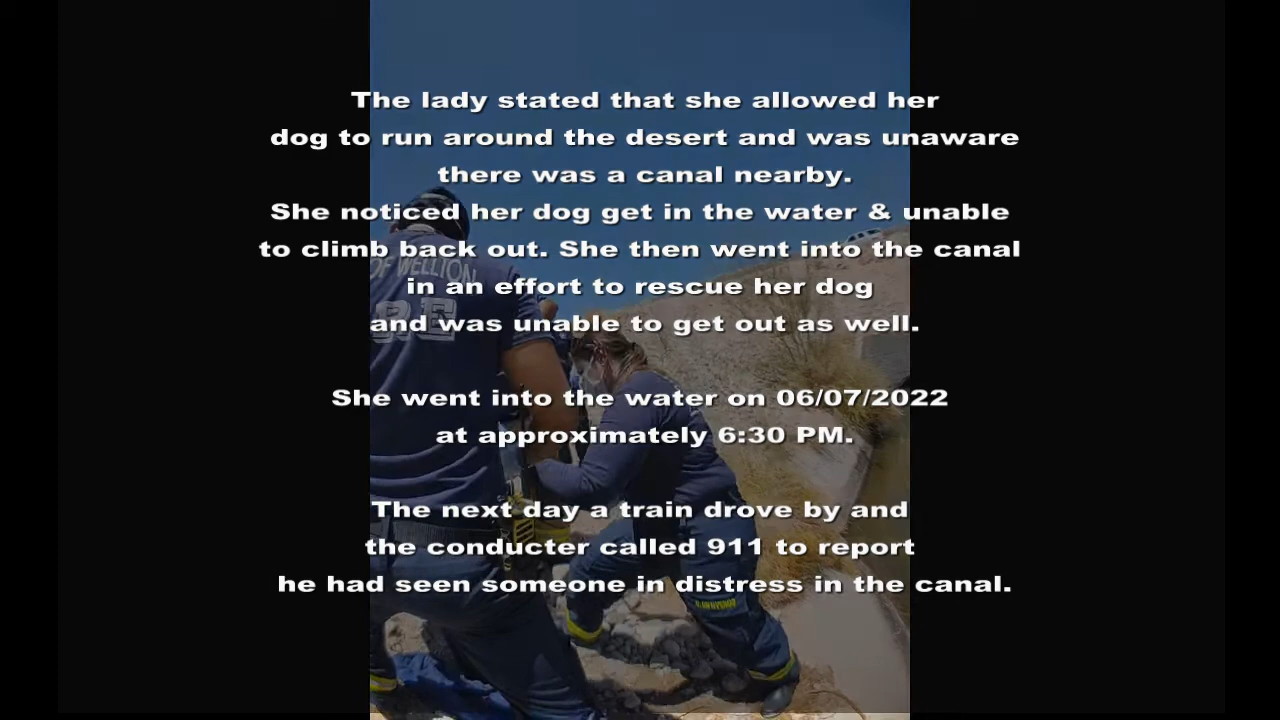 The lady stated that she allowed her
dog to run around the desert and was unaware
there was a canal nearby.
She noticed her dog get in the water & unable
to climb back out. She then went into the canal
in an effort to rescue her dog
and was unable to get out as well.
She went into the water on 06/07/2022
at approximately 6:30 PM.
The next day a train drove by and
the conducter called 911 to report
he had seen someone in distress in the canal.
OF WELLTON